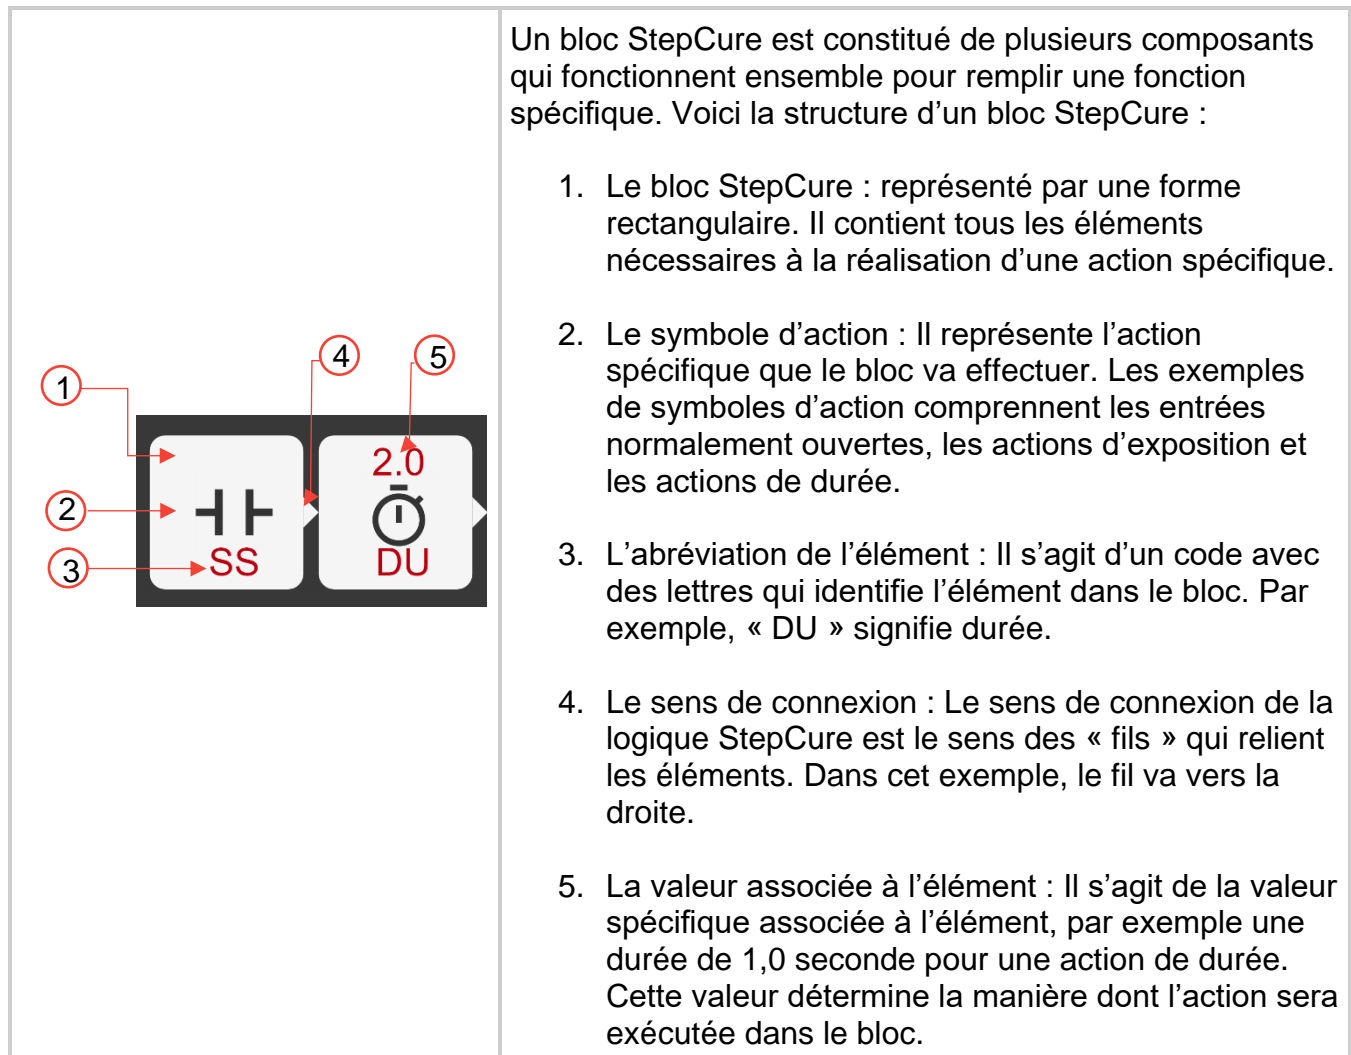 Un bloc StepCure est constitué de plusieurs composants
qui fonctionnent ensemble pour remplir une fonction
spécifique. Voici la structure d’un bloc StepCure :
1. Le bloc StepCure : représenté par une forme
rectangulaire. Il contient tous les éléments
nécessaires à la réalisation d’une action spécifique.
2. Le symbole d’action : Il représente l’action
spécifique que le bloc va effectuer. Les exemples
de symboles d’action comprennent les entrées
normalement ouvertes, les actions d’exposition et
les actions de durée.
3. L’abréviation de l’élément : Il s’agit d’un code avec
des lettres qui identifie l’élément dans le bloc. Par
exemple, « DU » signifie durée.
4. Le sens de connexion : Le sens de connexion de la
logique StepCure est le sens des « fils » qui relient
les éléments. Dans cet exemple, le fil va vers la
droite.
5. La valeur associée à l’élément : Il s’agit de la valeur
spécifique associée à l’élément, par exemple une
durée de 1,0 seconde pour une action de durée.
Cette valeur détermine la manière dont l’action sera
exécutée dans le bloc.
4 5
1
2.0
2
3 SS DU